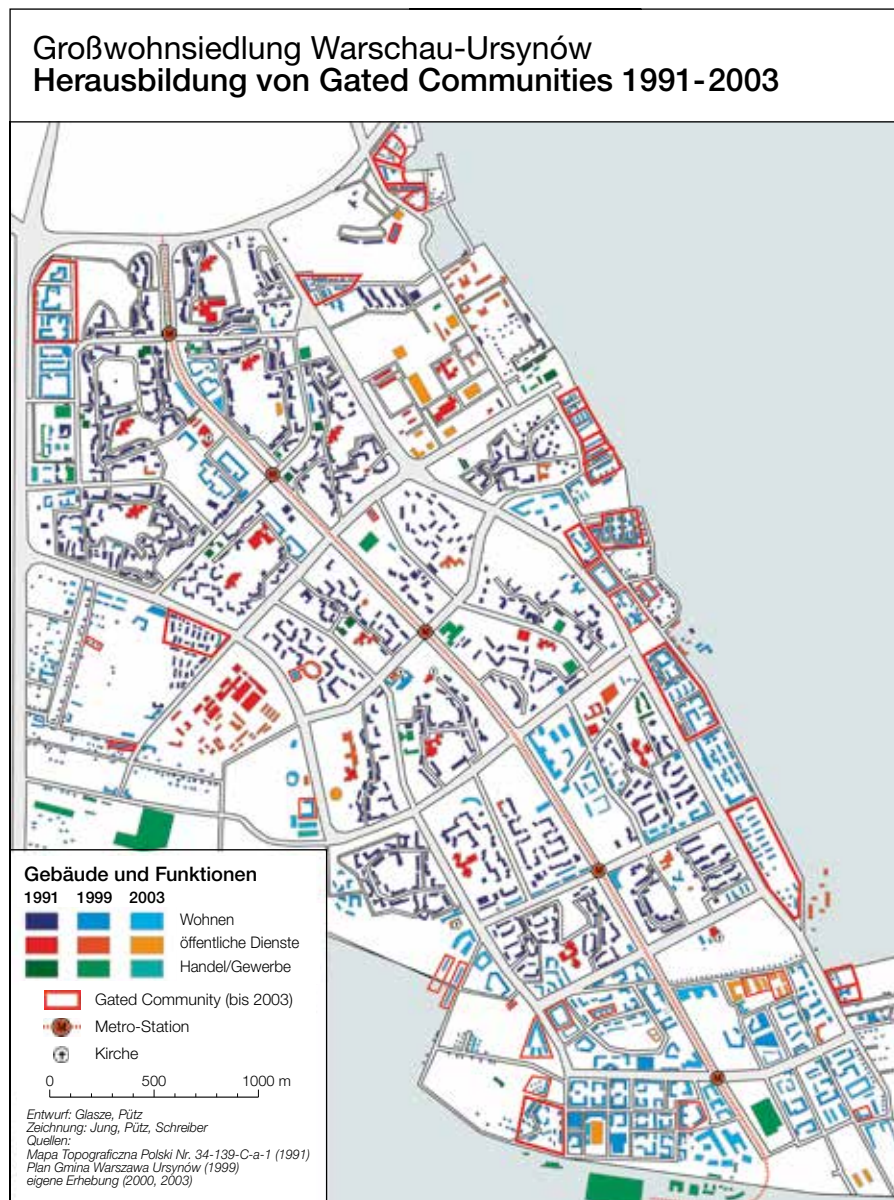 Großwohnsiedlung Warschau-Ursynów
Herausbildung von Gated Communities 1991-2003
Gebäude und Funktionen
1991 1999 2003
Wohnen
öffentliche Dienste
Handel/Gewerbe
Gated Community (bis 2003)
M Metro-Station
Kirche
0 500 1000 m
Entwurf: Glasze, Pütz
Zeichnung: Jung, Pütz, Schreiber
Quellen:
Mapa Topograficzna Polski Nr. 34-139-C-a-1 (1991)
Plan Gmina Warszawa Ursynów (1999)
eigene Erhebung (2000, 2003)
M
M
M
M
M